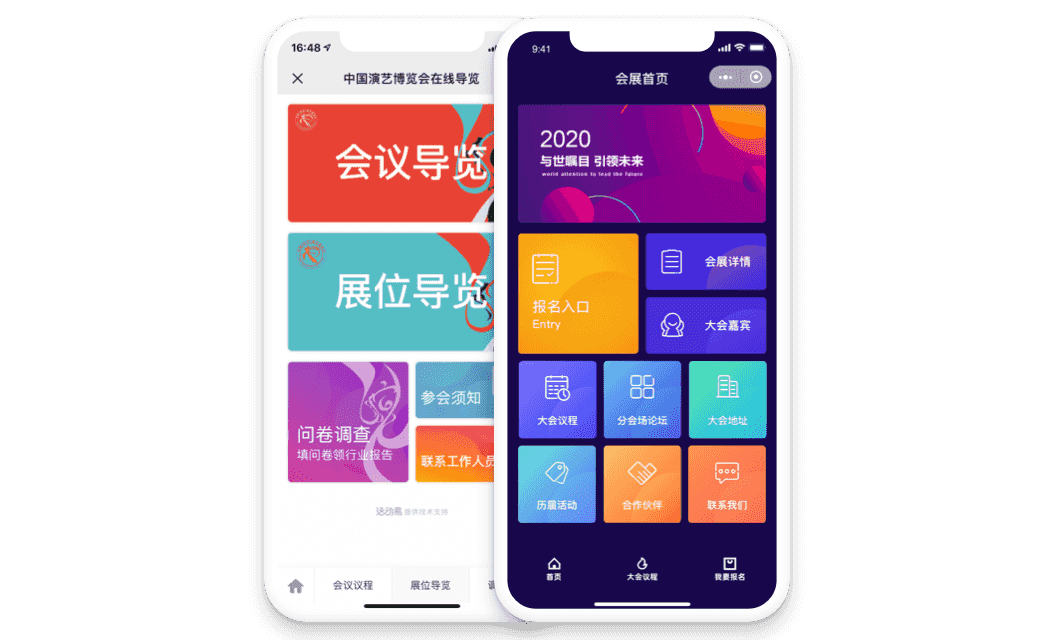 16:48
中国演艺博览会在线导览
会议导览
展位导览
问卷调查
填问卷领行业报告
参会须知
联系工作人员
活动易 提供技术支持
会议议程
展位导览
9:41
会展首页
2020
与世瞩目 引领未来
world attention to lead the future
报名入口
Entry
会展详情
大会嘉宾
大会议程
分会场论坛
大会地址
历届活动
合作伙伴
联系我们
首页
大会议程
我要报名